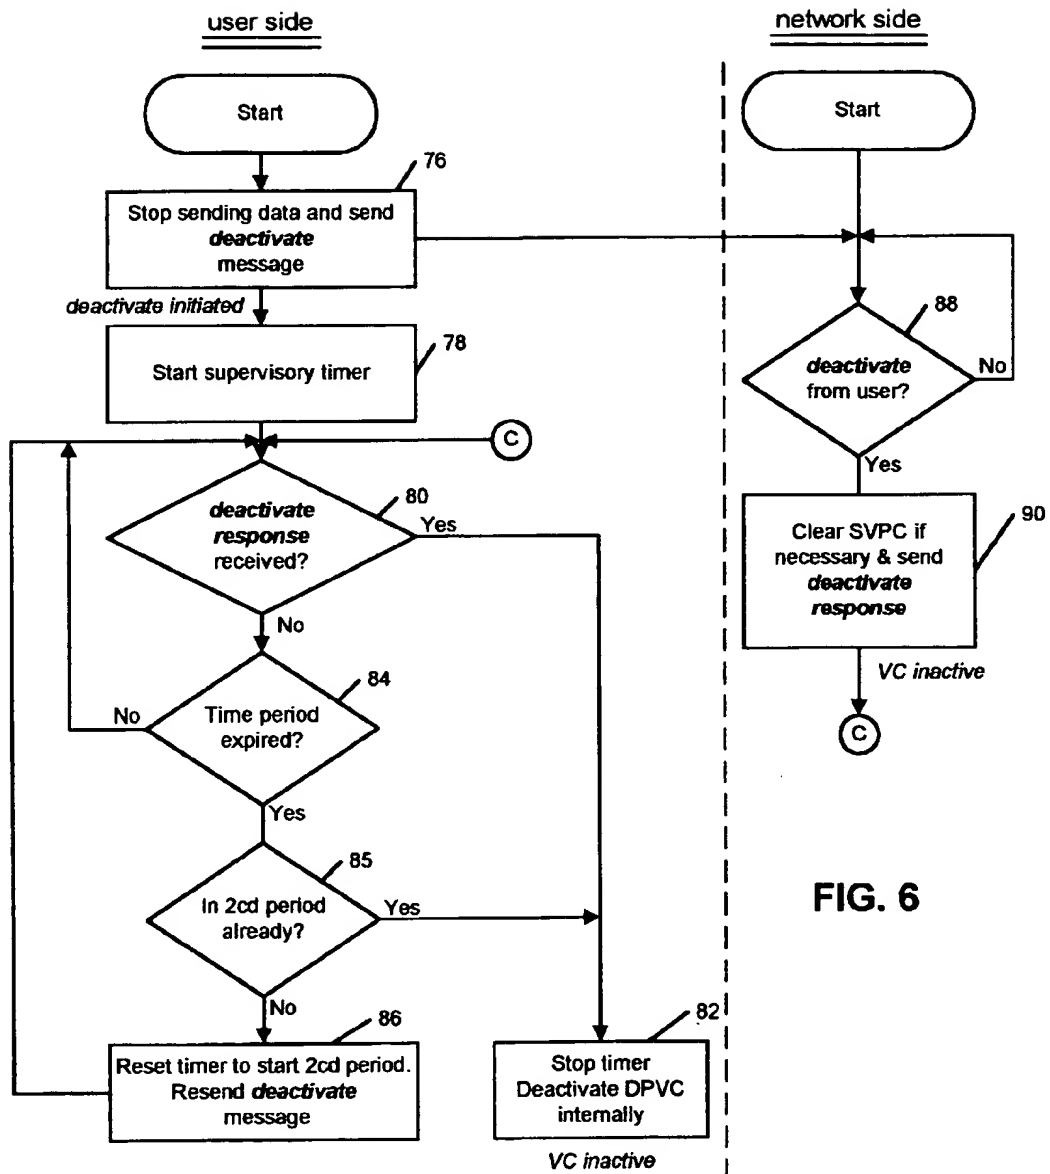 user side
network side
Start
Start
76
Stop sending data and send
deactivate
message
deactivate initiated
88
78
Start supervisory timer
deactivate
from user?
No
C
Yes
80
deactivate
response
received?
Yes
90
Clear SVPC if
necessary & send
deactivate
response
No
VC inactive
84
Time period
expired?
No
C
Yes
85
In 2cd period
already?
Yes
FIG. 6
No
86
82
Reset timer to start 2cd period.
Resend deactivate
message
Stop timer
Deactivate DPVC
internally
VC inactive